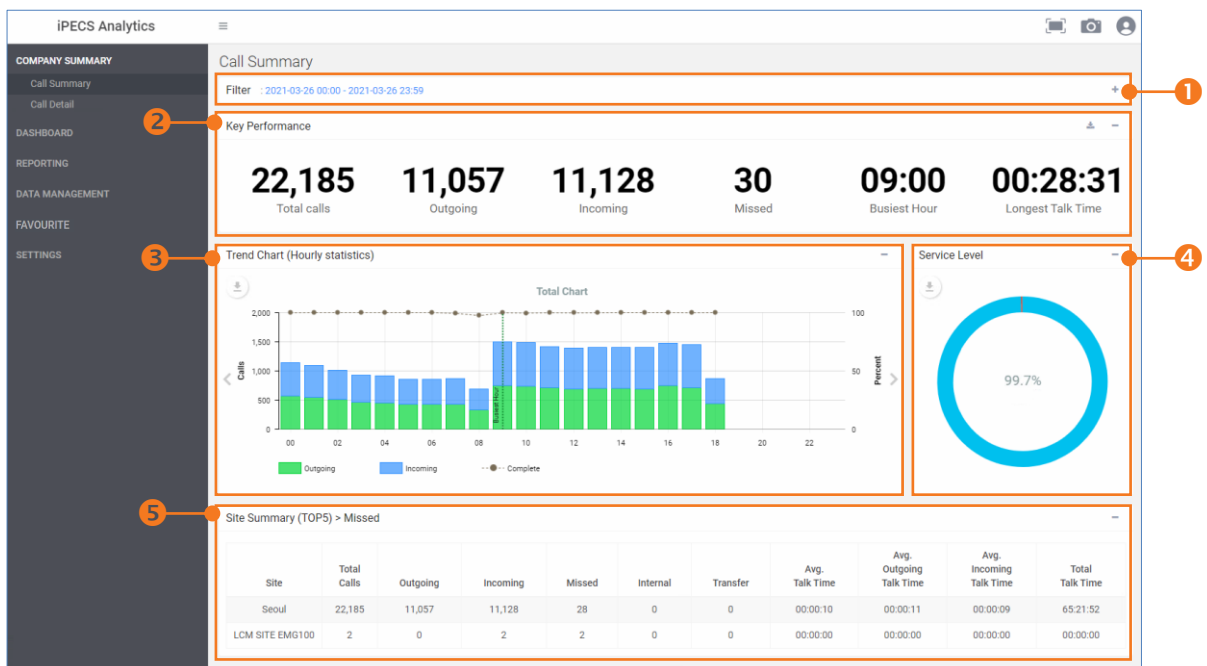 iPECS Analytics
COMPANY SUMMARY
Call Summary
Call Detail
DASHBOARD
REPORTING
DATA MANAGEMENT
FAVOURITE
SETTINGS
Call Summary
Filter : 2021-03-26 00:00 - 2021-03-26 23:59
1
2
Key Performance
22,185 11,057 11,128 30 09:00 00:28:31
Total calls Outgoing Incoming Missed Busiest Hour Longest Talk Time
3
Trend Chart (Hourly statistics)
Total Chart
2,000
1,500
1,000
500
0
Calls
100
50
0
Percent
Busiest Hour
00 02 04 06 08 10 12 14 16 18 20 22
Outgoing Incoming Complete
4
Service Level
99.7%
5
Site Summary (TOP5) > Missed
Site Total Calls Outgoing Incoming Missed Internal Transfer Avg. Talk Time Avg. Outgoing Talk Time Avg. Incoming Talk Time Total Talk Time
Seoul 22,185 11,057 11,128 28 0 0 00:00:10 00:00:11 00:00:09 65:21:52
LCM SITE EMG100 2 0 2 2 0 0 00:00:00 00:00:00 00:00:00 00:00:00